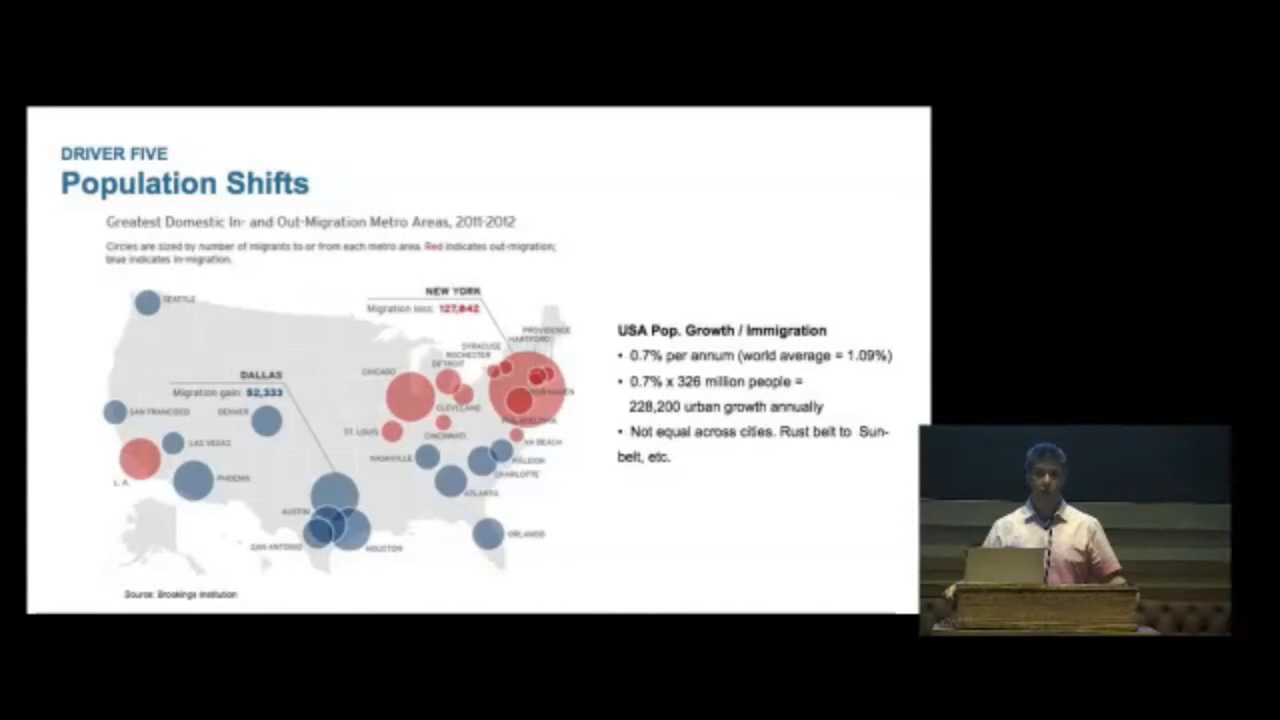 DRIVER FIVE
Population Shifts
Greatest Domestic In- and Out-Migration Metro Areas, 2011-2012
Circles are sized by number of migrants to or from each metro area. Red indicates out-migration;
blue indicates in-migration.
SEATTLE
NEW YORK
Migration loss: 127,842
PROVIDENCE
HARTFORD
SYRACUSE
ROCHESTER
DETROIT
CHICAGO
DALLAS
Migration gain: 52,333
NEW HAVEN
SAN FRANCISCO
DENVER
CLEVELAND
PHILADELPHIA
ST. LOUIS
CINCINNATI
VA BEACH
LAS VEGAS
NASHVILLE
RALEIGH
CHARLOTTE
L. A.
PHOENIX
ATLANTA
AUSTIN
ORLANDO
SAN ANTONIO
HOUSTON
Source: Brookings Institution
USA Pop. Growth / Immigration
• 0.7% per annum (world average = 1.09%)
• 0.7% x 326 million people =
228,200 urban growth annually
• Not equal across cities. Rust belt to Sun-
belt, etc.